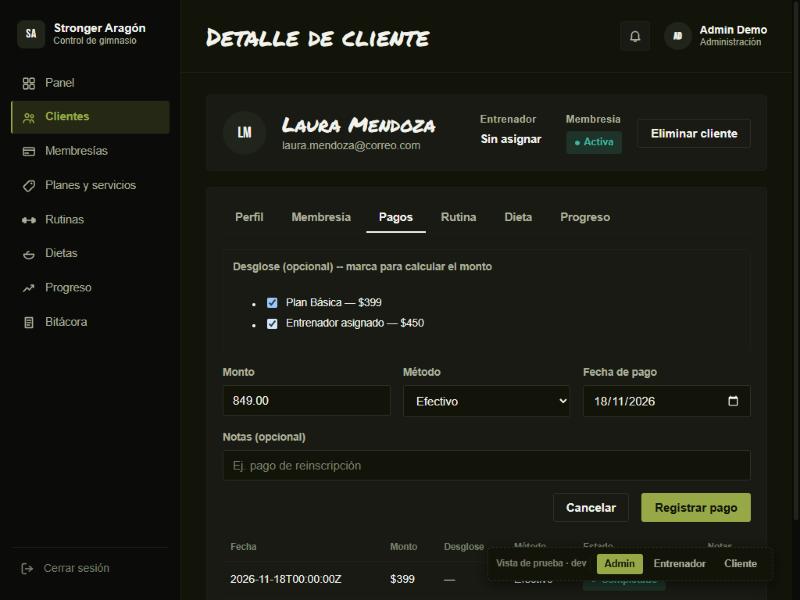 SA
Stronger Aragón
Control de gimnasio
DETALLE DE CLIENTE
AD
Admin Demo
Administración
Panel
Clientes
Membresías
Planes y servicios
Rutinas
Dietas
Progreso
Bitácora
Cerrar sesión
LM
LAURA MENDOZA
laura.mendoza@correo.com
Entrenador
Sin asignar
Membresía
Activa
Eliminar cliente
Perfil Membresía Pagos Rutina Dieta Progreso
Desglose (opcional) -- marca para calcular el monto
Plan Básica — $399
Entrenador asignado — $450
Monto Método Fecha de pago
849.00 Efectivo 18/11/2026
Notas (opcional)
Ej. pago de reinscripción
Cancelar Registrar pago
Fecha Monto Desglose Método Estado Notas
2026-11-18T00:00:00Z $399 — Efectivo Completado
Vista de prueba · dev Admin Entrenador Cliente